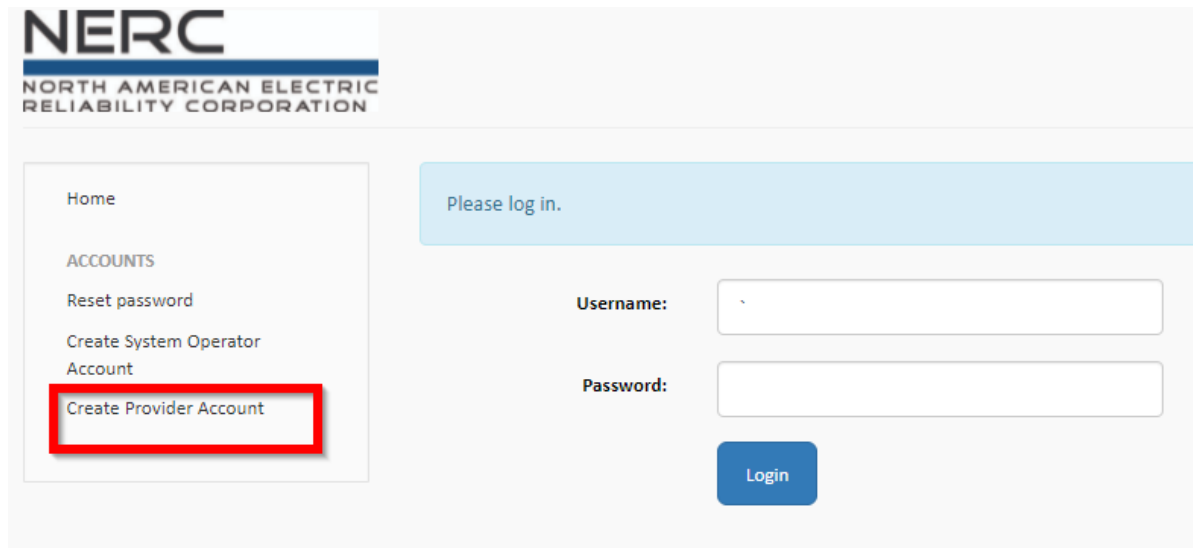 NERC
NORTH AMERICAN ELECTRIC
RELIABILITY CORPORATION
Home
ACCOUNTS
Reset password
Create System Operator
Account
Create Provider Account
Please log in.
Username:
`
Password:
Login